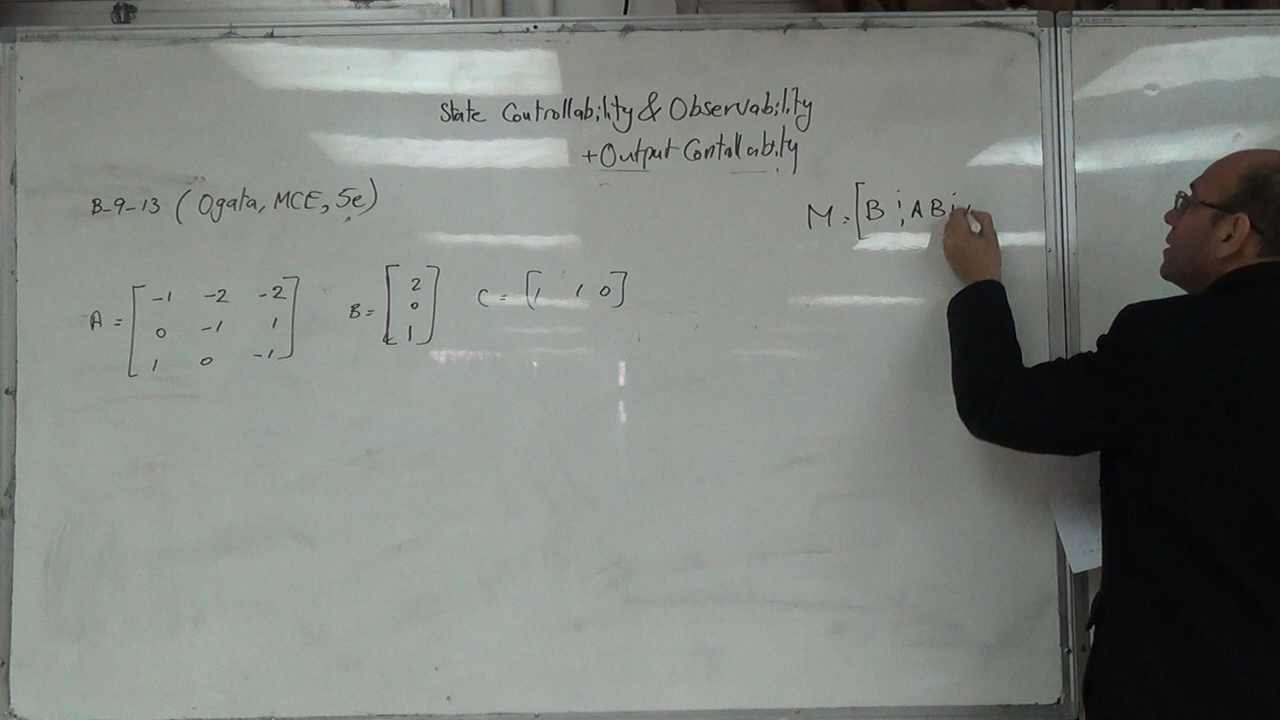 State Controllability & Observability
+ Output Contollability
B-9-13 (Ogata, MCE, 5e)
M = [B ⋮ AB ⋮
A = [-1 -2 -2
0 -1 1
1 0 -1]
B = [2
0
1]
C = [1 1 0]